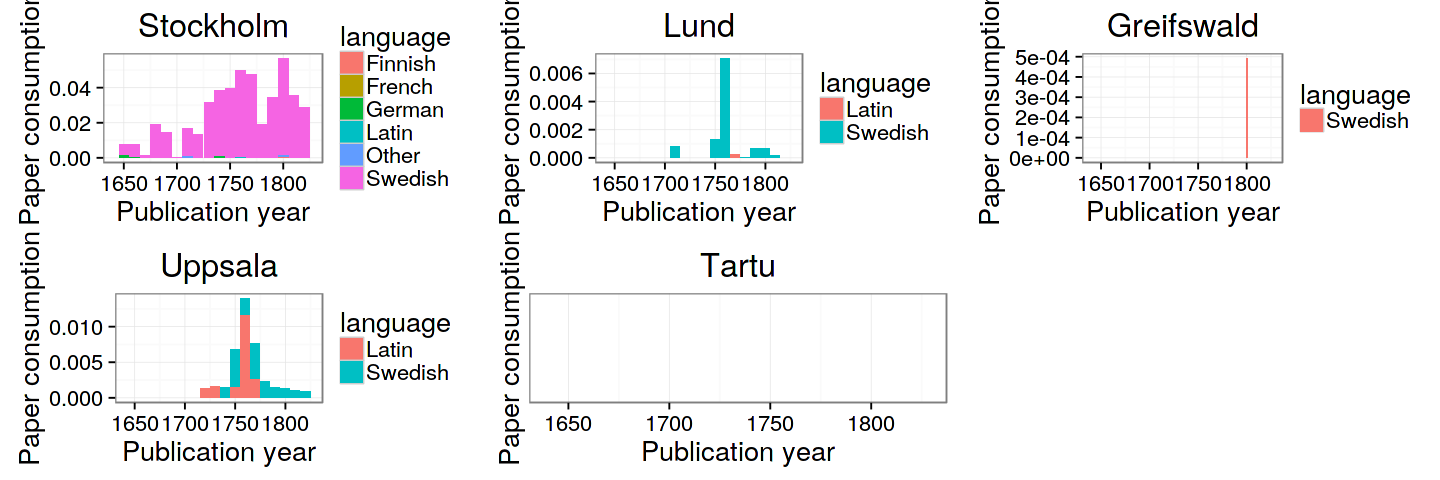 Stockholm
Paper consumption
0.04
0.02
0.00
1650 1700 1750 1800
Publication year
language
Finnish
French
German
Latin
Other
Swedish
Lund
Paper consumption
0.006
0.004
0.002
0.000
1650 1700 1750 1800
Publication year
language
Latin
Swedish
Greifswald
Paper consumption
5e-04
4e-04
3e-04
2e-04
1e-04
0e+00
1650 1700 1750 1800
Publication year
language
Swedish
Uppsala
Paper consumption
0.010
0.005
0.000
1650 1700 1750 1800
Publication year
language
Latin
Swedish
Tartu
Paper consumption
1650 1700 1750 1800
Publication year